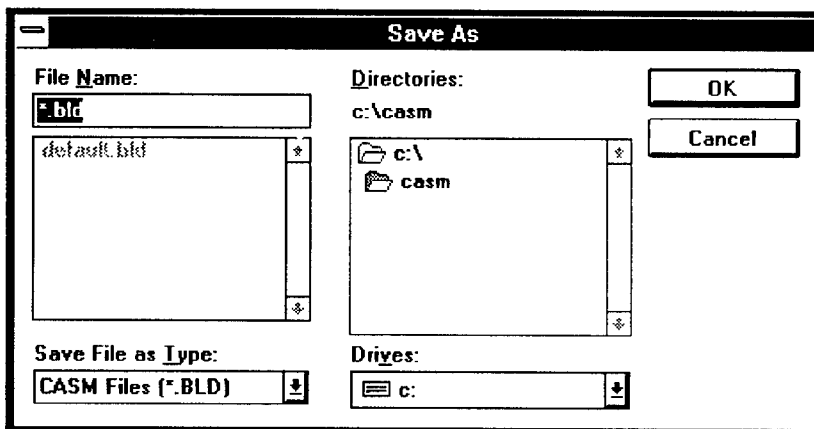 Save As
File Name:
*.bld
default.bld
Save File as Type:
CASM Files (*.BLD)
Directories:
c:\casm
c:\
casm
Drives:
c:
OK
Cancel